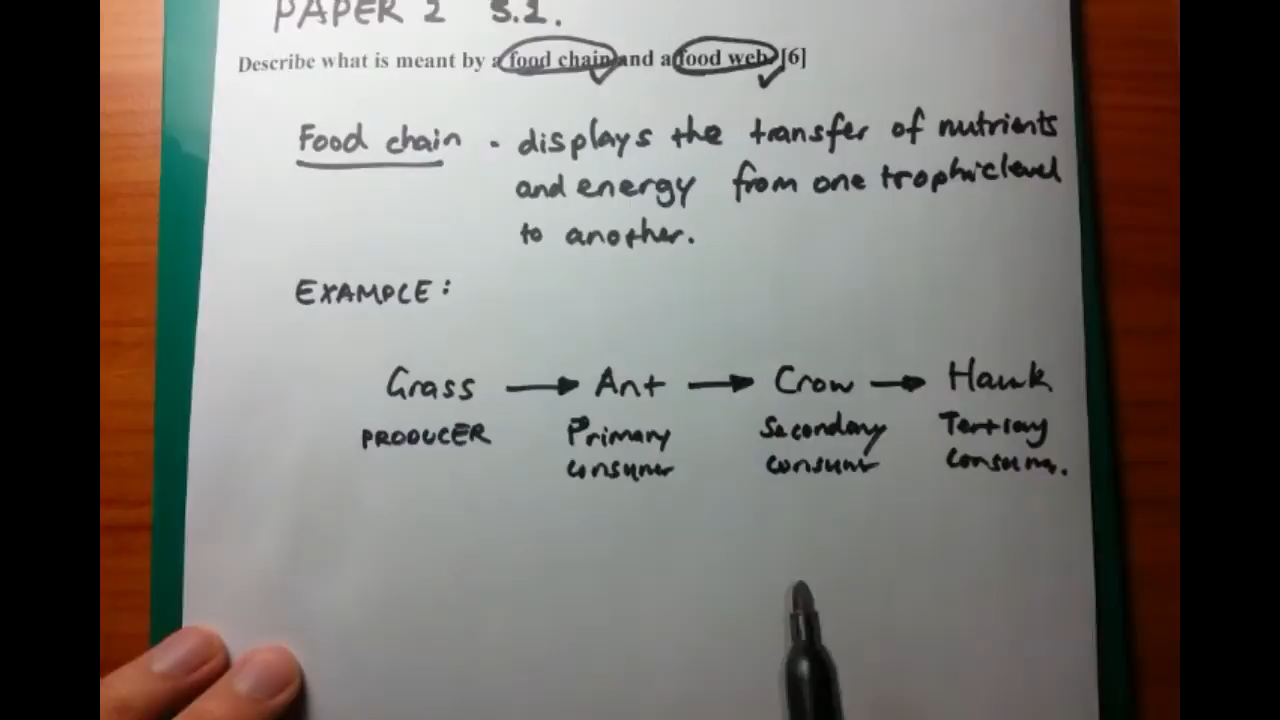 PAPER 2 5.1.
Describe what is meant by a food chain and a food web. [6]
Food chain - displays the transfer of nutrients
and energy from one trophic level
to another.
EXAMPLE:
Grass → Ant → Crow → Hawk
PRODUCER Primary Secondary Tertiary
consumer consumer consumer.